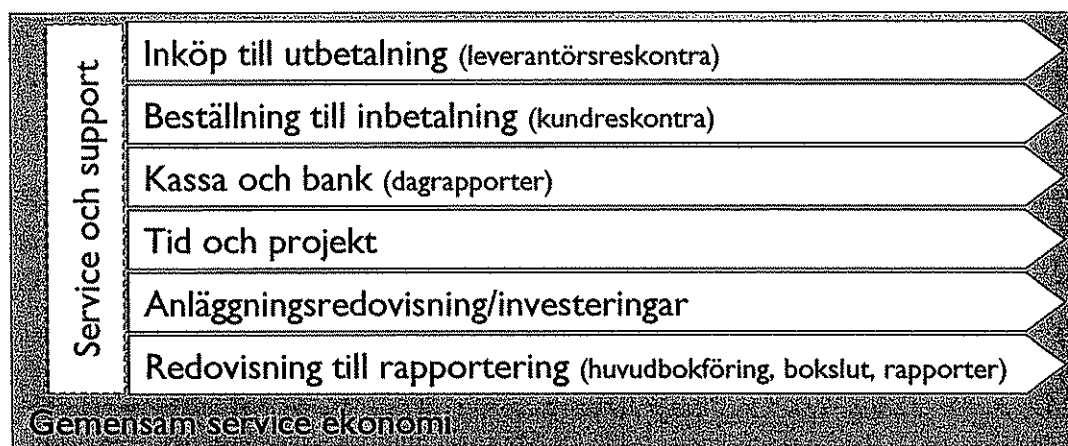 Service och support
Inköp till utbetalning (leverantörsreskontra)
Beställning till inbetalning (kundreskontra)
Kassa och bank (dagrapporter)
Tid och projekt
Anläggningsredovisning/investeringar
Redovisning till rapportering (huvudbokföring, bokslut, rapporter)
Gemensam service ekonomi